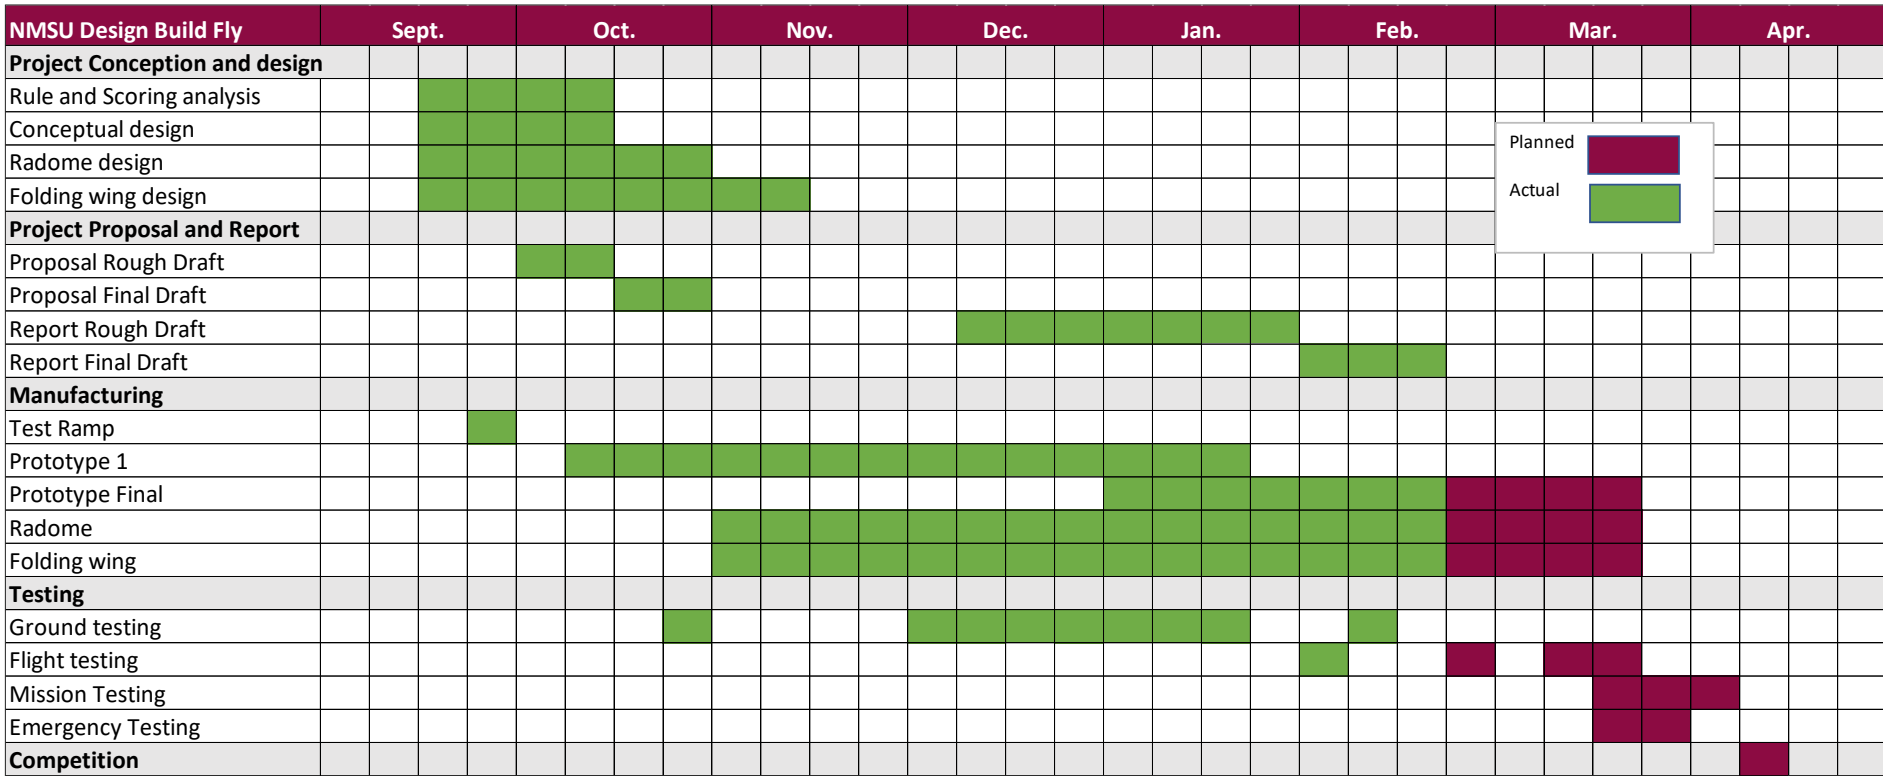 NMSU Design Build Fly Sept. Oct. Nov. Dec. Jan. Feb. Mar. Apr.
Project Conception and design
Rule and Scoring analysis
Conceptual design
Radome design
Folding wing design
Project Proposal and Report
Proposal Rough Draft
Proposal Final Draft
Report Rough Draft
Report Final Draft
Manufacturing
Test Ramp
Prototype 1
Prototype Final
Radome
Folding wing
Testing
Ground testing
Flight testing
Mission Testing
Emergency Testing
Competition
Planned
Actual